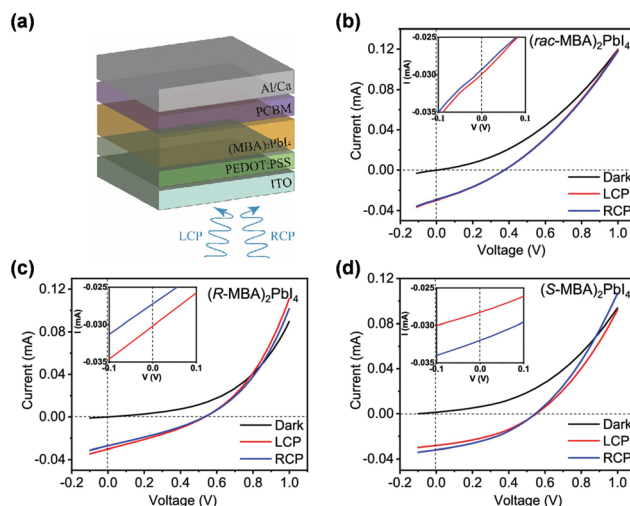 (a)
Al/Ca
PCBM
(MBA)₂PbI₄
PEDOT:PSS
ITO
LCP
RCP
(b)
(rac-MBA)₂PbI₄
Current (mA)
0.12
0.08
0.04
0.00
-0.04
-0.2 0.0 0.2 0.4 0.6 0.8 1.0
Voltage (V)
I (mA)
-0.025
-0.030
-0.035
-0.1 0.0 0.1
V (V)
Dark
LCP
RCP
(c)
(R-MBA)₂PbI₄
Current (mA)
0.12
0.08
0.04
0.00
-0.04
-0.2 0.0 0.2 0.4 0.6 0.8 1.0
Voltage (V)
I (mA)
-0.025
-0.030
-0.035
-0.1 0.0 0.1
V (V)
Dark
LCP
RCP
(d)
(S-MBA)₂PbI₄
Current (mA)
0.12
0.08
0.04
0.00
-0.04
-0.2 0.0 0.2 0.4 0.6 0.8 1.0
Voltage (V)
I (mA)
-0.025
-0.030
-0.035
-0.1 0.0 0.1
V (V)
Dark
LCP
RCP